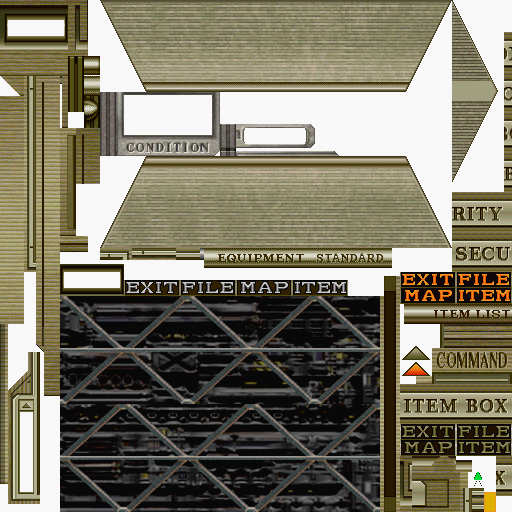 CONDITION
RITY
EQUIPMENT STANDARD
SECU
EXIT FILE MAP ITEM
EXIT FILE
MAP ITEM
ITEM LIST
COMMAND
ITEM BOX
EXIT FILE
MAP ITEM
X